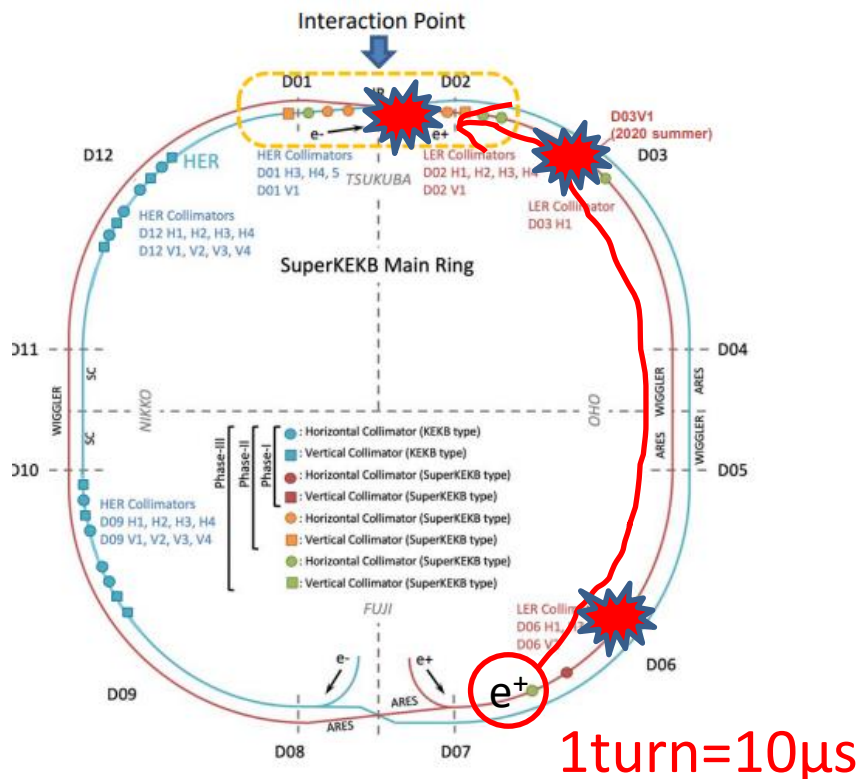 Interaction Point
D01
D02
D03V1
(2020 summer)
e-
e+
D12
HER
HER Collimators
D01 H3, H4, 5
D01 V1
TSUKUBA
LER Collimators
D02 H1, H2, H3, H4
D02 V1
D03
LER Collimator
D03 H1
HER Collimators
D12 H1, H2, H3, H4
D12 V1, V2, V3, V4
SuperKEKB Main Ring
D11
SC
WIGGLER
NIKKO
SC
D10
D04
WIGGLER
ARES
OHO
ARES
WIGGLER
D05
Phase-III
Phase-II
Phase-I
: Horizontal Collimator (KEKB type)
: Vertical Collimator (KEKB type)
: Horizontal Collimator (SuperKEKB type)
: Vertical Collimator (SuperKEKB type)
: Horizontal Collimator (SuperKEKB type)
: Vertical Collimator (SuperKEKB type)
: Horizontal Collimator (SuperKEKB type)
: Vertical Collimator (SuperKEKB type)
HER Collimators
D09 H1, H2, H3, H4
D09 V1, V2, V3, V4
FUJI
LER
D06 H1,
D06
D06
e-
e+
e+
D09
ARES
ARES
D08
D07
1turn=10μs